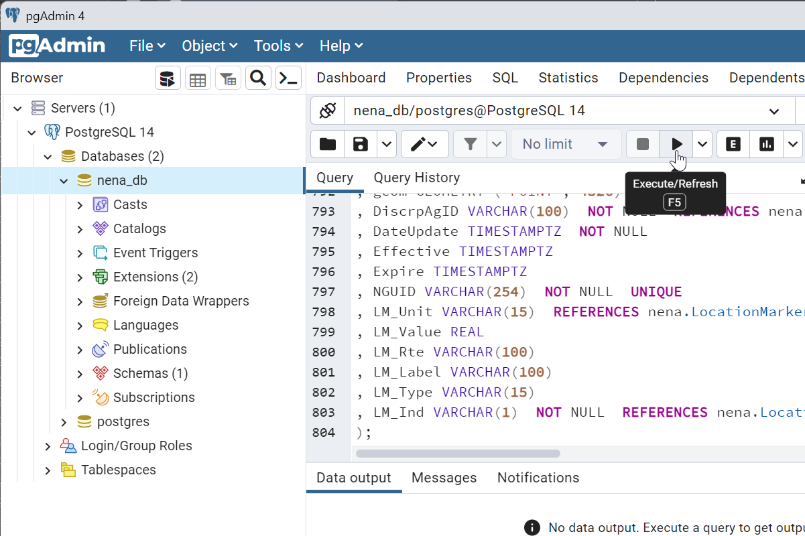 pgAdmin 4
pgAdmin File Object Tools Help
Browser
Dashboard Properties SQL Statistics Dependencies Dependents
Servers (1)
PostgreSQL 14
Databases (2)
nena_db
Casts
Catalogs
Event Triggers
Extensions (2)
Foreign Data Wrappers
Languages
Publications
Schemas (1)
Subscriptions
postgres
Login/Group Roles
Tablespaces
nena_db/postgres@PostgreSQL 14
No limit
E
Query Query History
Execute/Refresh
F5
793 , DiscrpAgID VARCHAR(100) NOT REFERENCES nena.
794 , DateUpdate TIMESTAMPTZ NOT NULL
795 , Effective TIMESTAMPTZ
796 , Expire TIMESTAMPTZ
797 , NGUID VARCHAR(254) NOT NULL UNIQUE
798 , LM_Unit VARCHAR(15) REFERENCES nena.LocationMarke
799 , LM_Value REAL
800 , LM_Rte VARCHAR(100)
801 , LM_Label VARCHAR(100)
802 , LM_Type VARCHAR(15)
803 , LM_Ind VARCHAR(1) NOT NULL REFERENCES nena.Locat
804 );
Data output Messages Notifications
No data output. Execute a query to get outpu